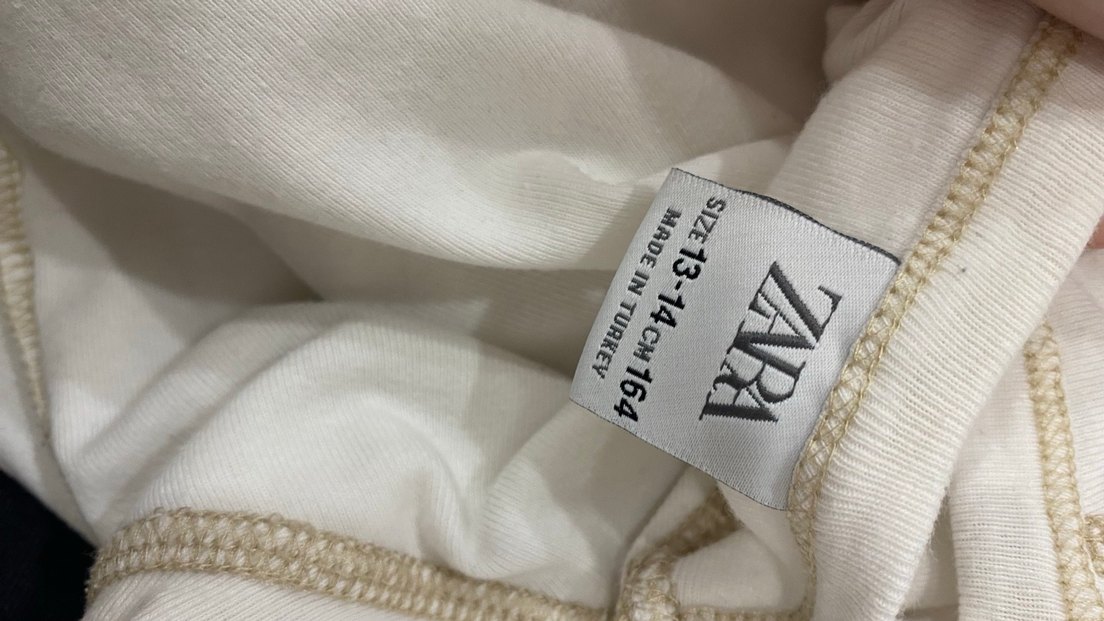 ZARA
SIZE 13-14 CM 164
MADE IN TURKEY